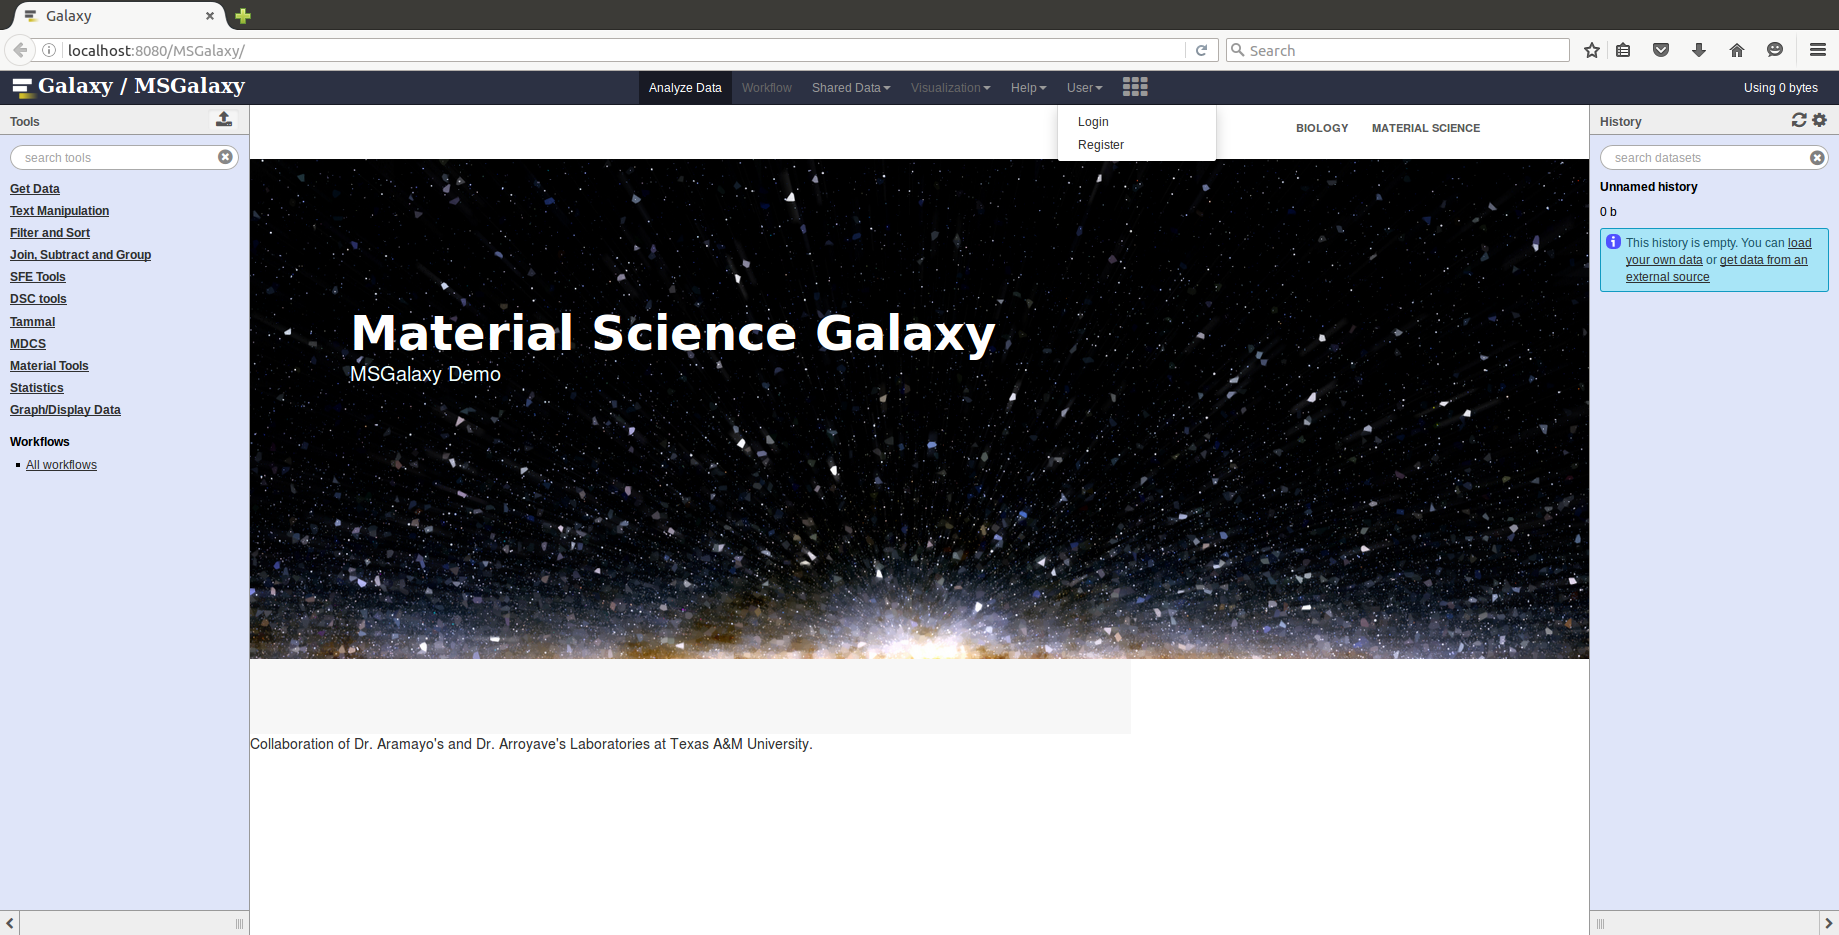 Galaxy
localhost:8080/MSGalaxy/
Search
Galaxy / MSGalaxy
Analyze Data
Workflow
Shared Data
Visualization
Help
User
Using 0 bytes
Tools
search tools
Get Data
Text Manipulation
Filter and Sort
Join, Subtract and Group
SFE Tools
DSC tools
Tammal
MDCS
Material Tools
Statistics
Graph/Display Data
Workflows
All workflows
Login
Register
BIOLOGY
MATERIAL SCIENCE
Material Science Galaxy
MSGalaxy Demo
Collaboration of Dr. Aramayo's and Dr. Arroyave's Laboratories at Texas A&M University.
History
search datasets
Unnamed history
0 b
This history is empty. You can load
your own data or get data from an
external source